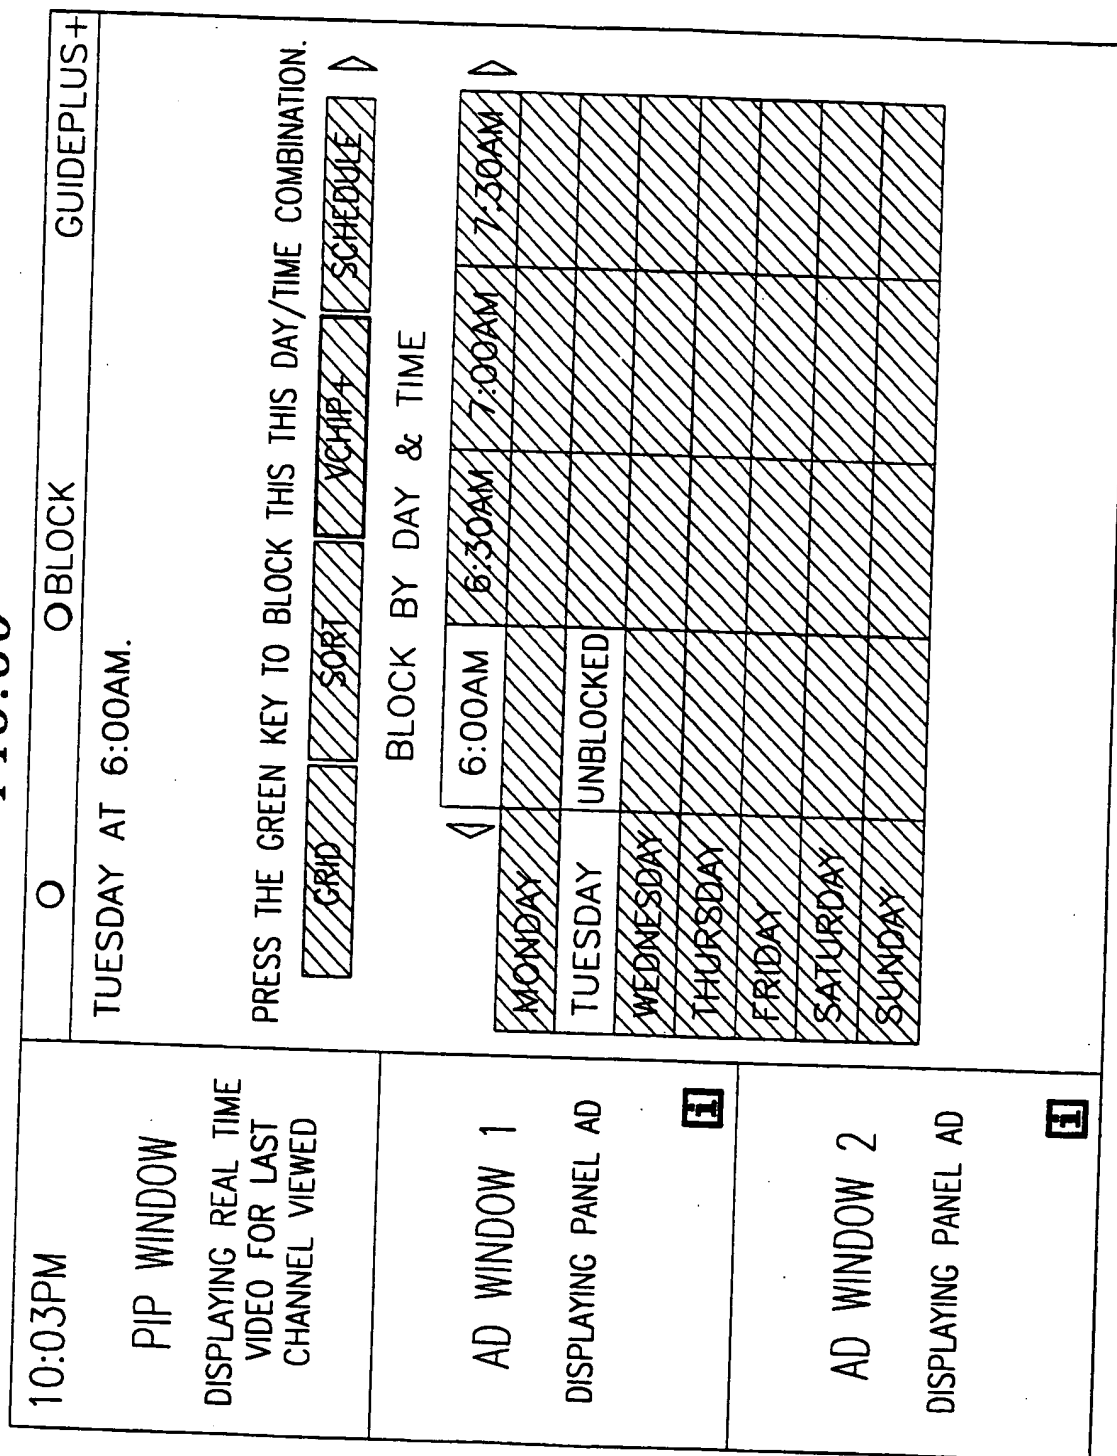 10:03PM
PIP WINDOW
DISPLAYING REAL TIME
VIDEO FOR LAST
CHANNEL VIEWED
AD WINDOW 1
DISPLAYING PANEL AD
i
AD WINDOW 2
DISPLAYING PANEL AD
i
BLOCK GUIDEPLUS+
TUESDAY AT 6:00AM.
PRESS THE GREEN KEY TO BLOCK THIS THIS DAY/TIME COMBINATION.
GRID SORT VCHIP+ SCHEDULE
BLOCK BY DAY & TIME
6:00AM 6:30AM 7:00AM 7:30AM
MONDAY
TUESDAY UNBLOCKED
WEDNESDAY
THURSDAY
FRIDAY
SATURDAY
SUNDAY